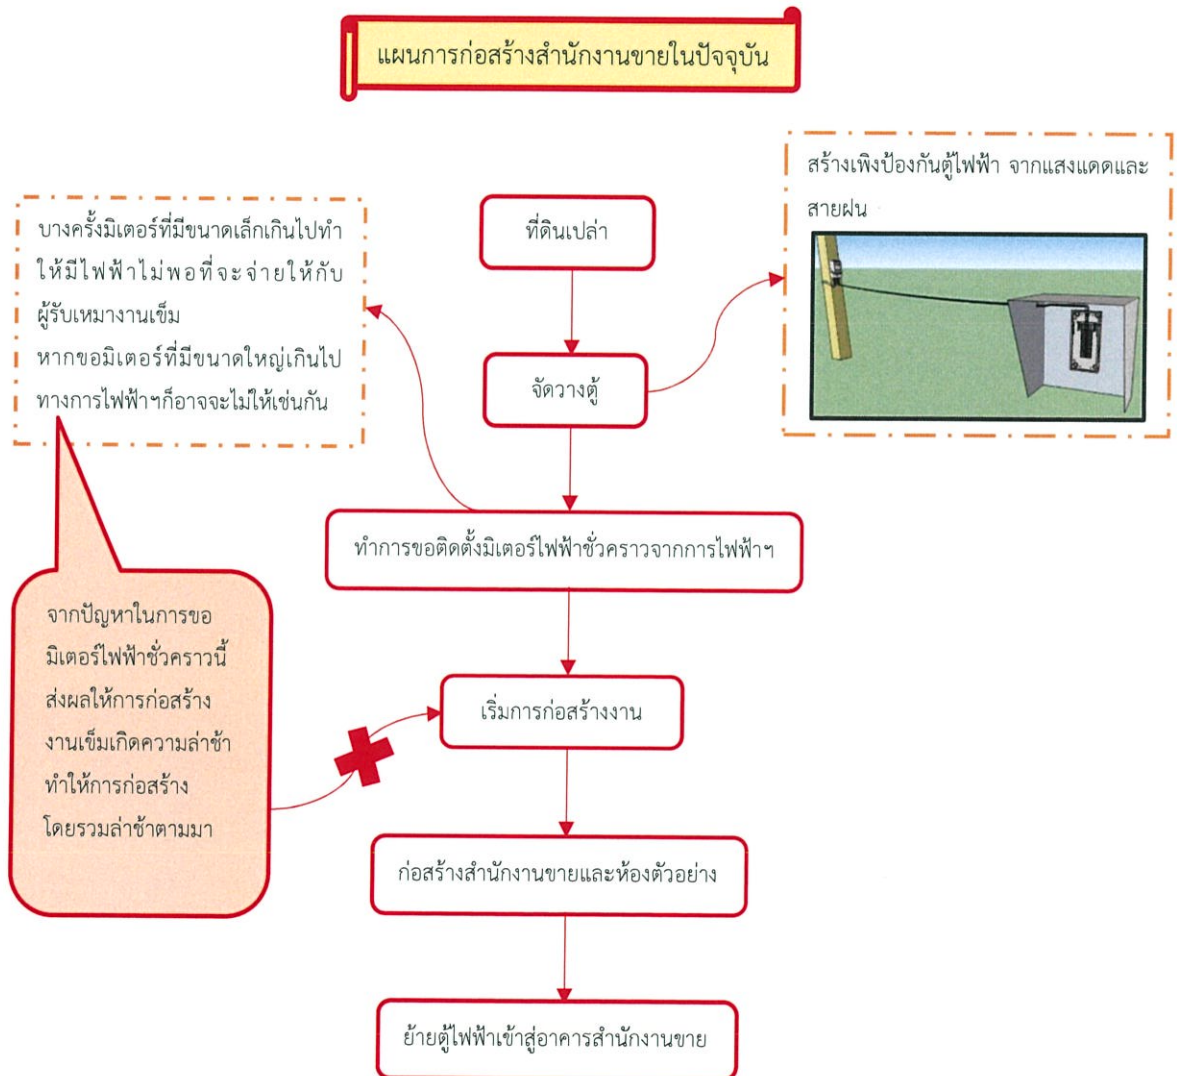 แผนการก่อสร้างสำนักงานขายในปัจจุบัน
สร้างเพิงป้องกันตู้ไฟฟ้า จากแสงแดดและ
สายฝน
บางครั้งมิเตอร์ที่มีขนาดเล็กเกินไปทำ
ให้มีไฟฟ้าไม่พอที่จะจ่ายให้กับ
ผู้รับเหมางานเข็ม
หากขอมิเตอร์ที่มีขนาดใหญ่เกินไป
ทางการไฟฟ้าฯก็อาจจะไม่ให้เช่นกัน
ที่ดินเปล่า
จัดวางตู้
ทำการขอติดตั้งมิเตอร์ไฟฟ้าชั่วคราวจากการไฟฟ้าฯ
จากปัญหาในการขอ
มิเตอร์ไฟฟ้าชั่วคราวนี้
ส่งผลให้การก่อสร้าง
งานเข็มเกิดความล่าช้า
ทำให้การก่อสร้าง
โดยรวมล่าช้าตามมา
เริ่มการก่อสร้างงาน
ก่อสร้างสำนักงานขายและห้องตัวอย่าง
ย้ายตู้ไฟฟ้าเข้าสู่อาคารสำนักงานขาย